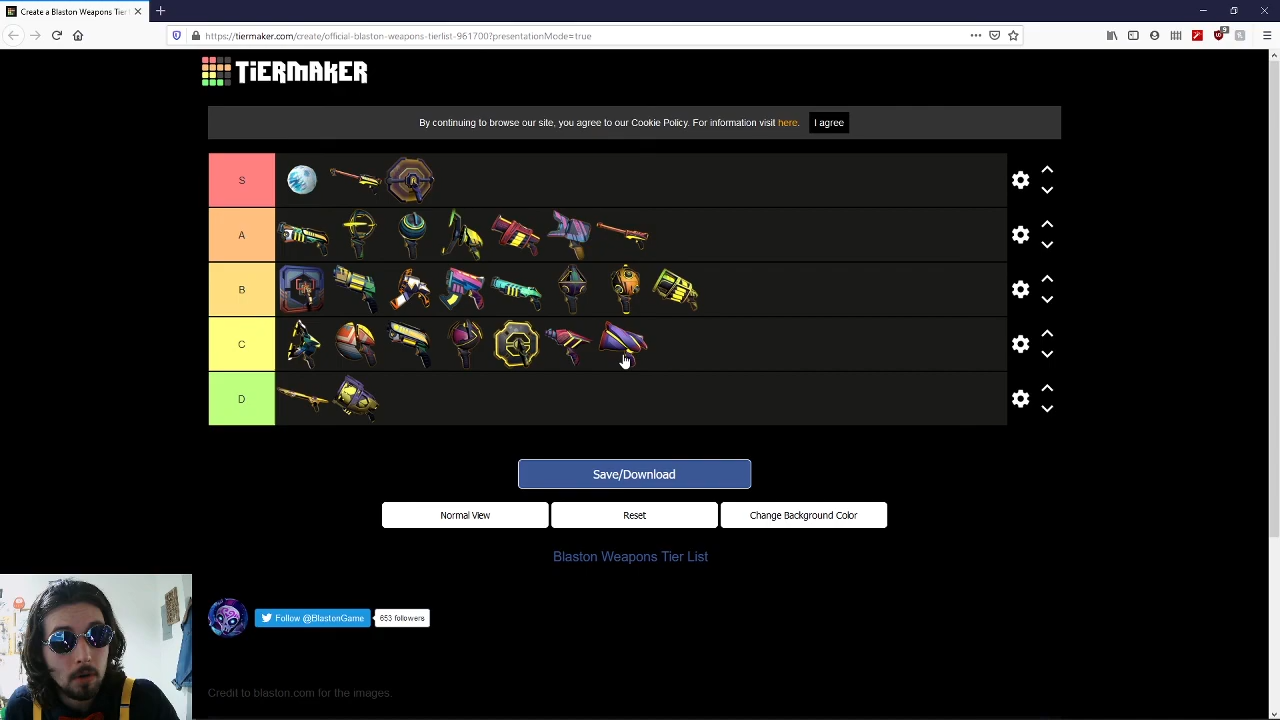 Create a Blaston Weapons Tier
https://tiermaker.com/create/official-blaston-weapons-tierlist-961700?presentationMode=true
9
TiERMAKER
By continuing to browse our site, you agree to our Cookie Policy. For information visit here. I agree
S
A
B
C
D
Save/Download
Normal View
Reset
Change Background Color
Blaston Weapons Tier List
Follow @BlastonGame
653 followers
Credit to blaston.com for the images.